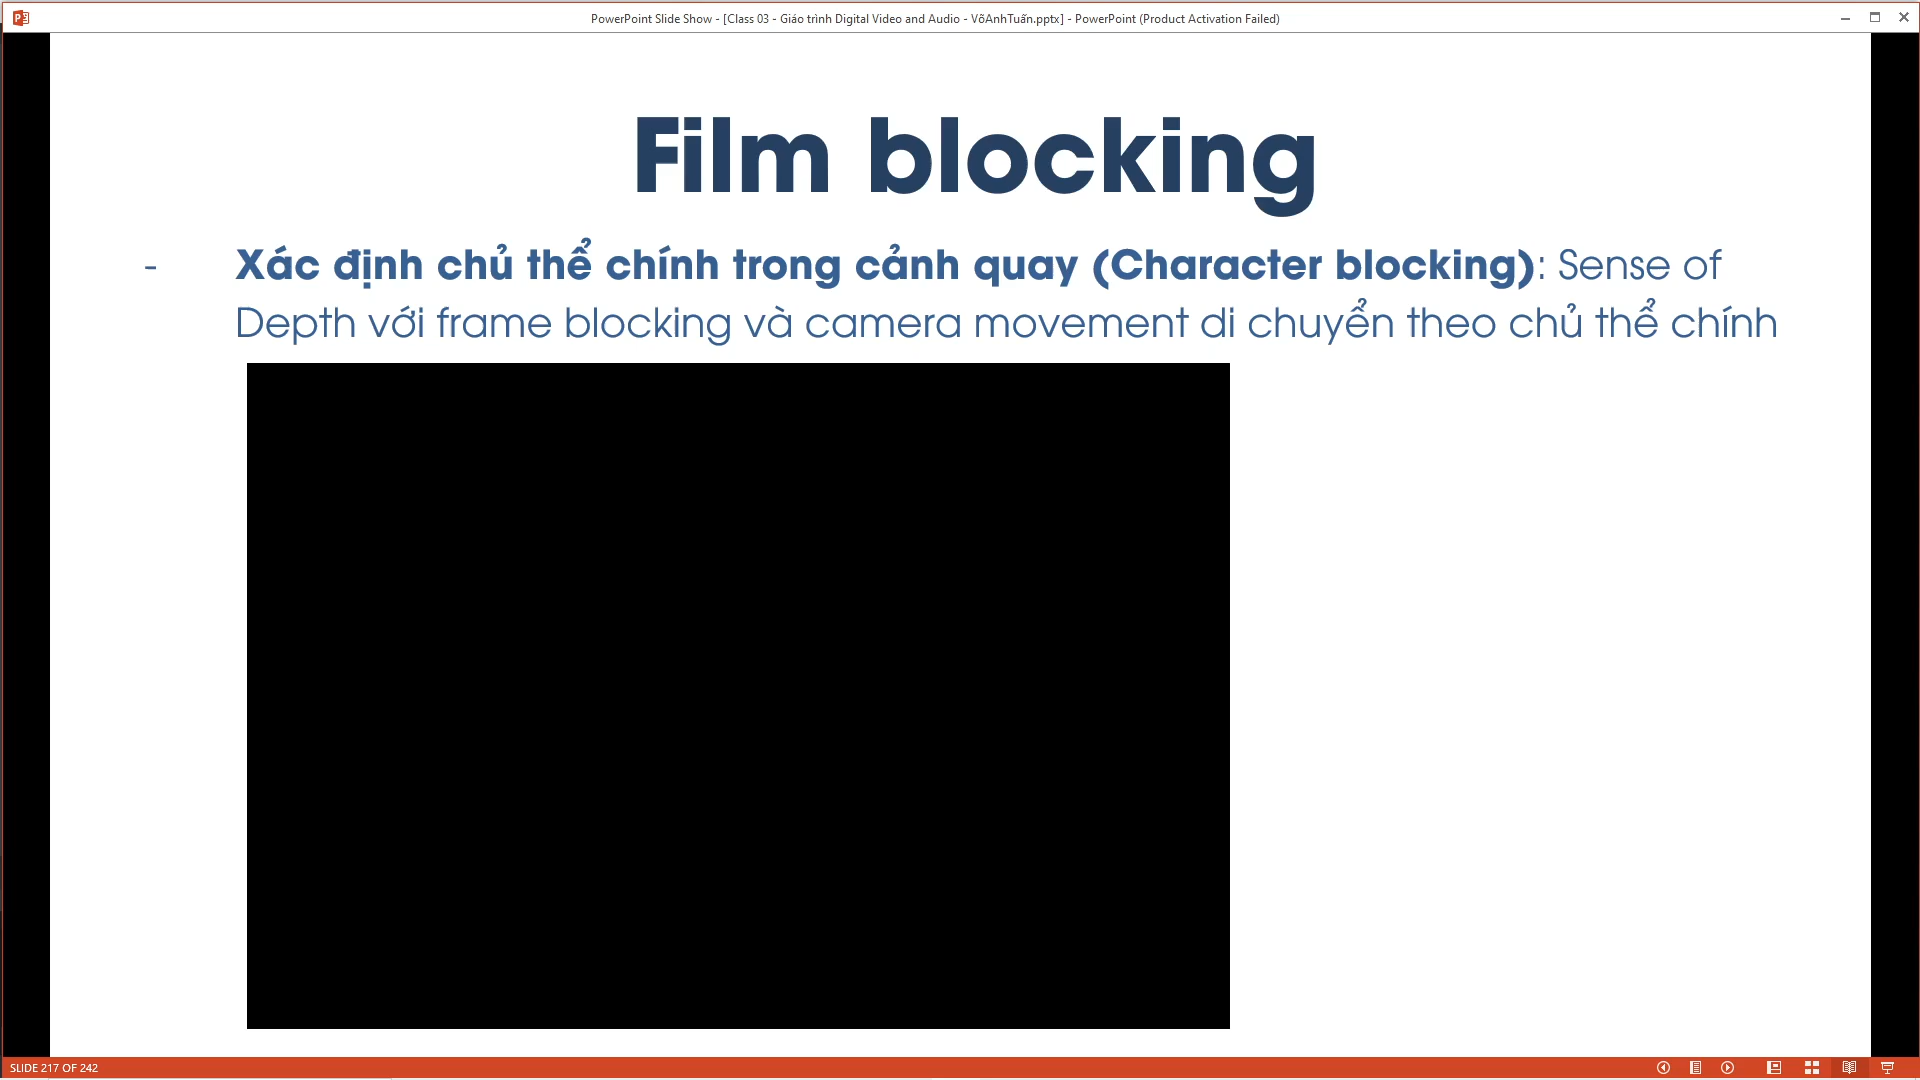 PowerPoint Slide Show - [Class 03 - Giáo trình Digital Video and Audio - VõAnhTuấn.pptx] - PowerPoint (Product Activation Failed)
Film blocking
- Xác định chủ thể chính trong cảnh quay (Character blocking): Sense of
Depth với frame blocking và camera movement di chuyển theo chủ thể chính
SLIDE 217 OF 242